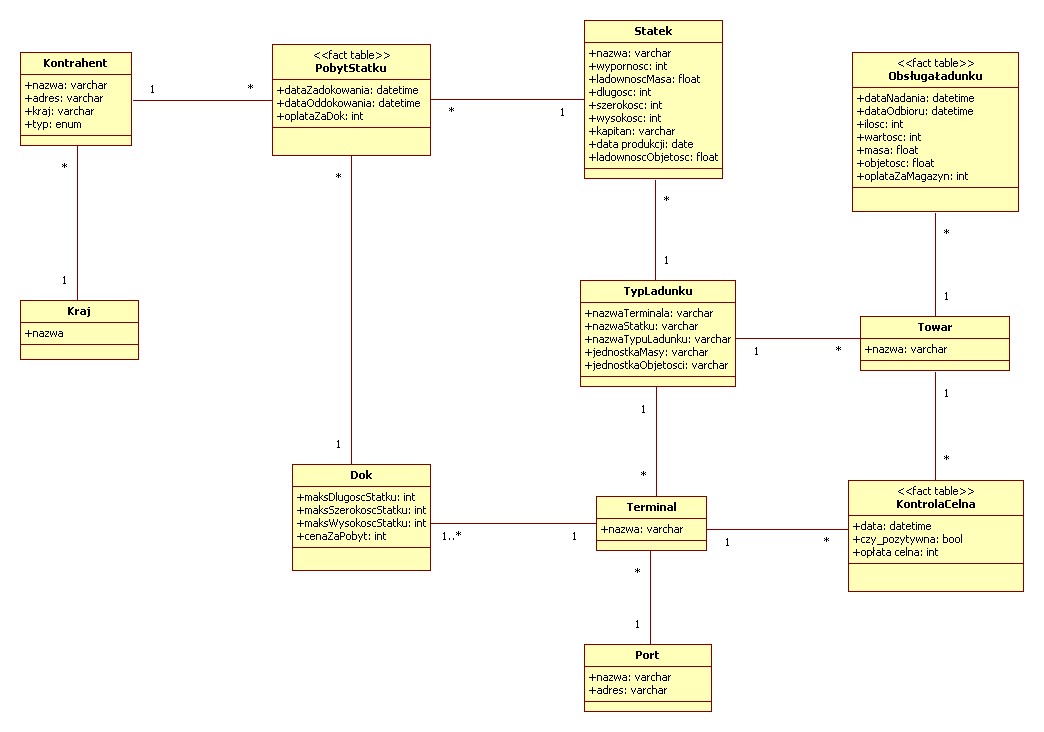 Kontrahent
+nazwa: varchar
+adres: varchar
+kraj: varchar
+typ: enum
1
*
<<fact table>>
PobytStatku
+dataZadokowania: datetime
+dataOddokowania: datetime
+oplataZaDok: int
*
1
Statek
+nazwa: varchar
+wypornosc: int
+ladownoscMasa: float
+dlugosc: int
+szerokosc: int
+wysokosc: int
+kapitan: varchar
+data produkcji: date
+ladownoscObjetosc: float
<<fact table>>
ObsługaŁadunku
+dataNadania: datetime
+dataOdbioru: datetime
+ilosc: int
+wartosc: int
+masa: float
+objetosc: float
+oplataZaMagazyn: int
*
1
*
1
*
1
*
1
Kraj
+nazwa
TypLadunku
+nazwaTerminala: varchar
+nazwaStatku: varchar
+nazwaTypuLadunku: varchar
+jednostkaMasy: varchar
+jednostkaObjetosci: varchar
1
*
Towar
+nazwa: varchar
1
*
1
*
Dok
+maksDlugoscStatku: int
+maksSzerokoscStatku: int
+maksWysokoscStatku: int
+cenaZaPobyt: int
1..*
1
Terminal
+nazwa: varchar
1
*
<<fact table>>
KontrolaCelna
+data: datetime
+czy_pozytywna: bool
+opłata celna: int
*
1
Port
+nazwa: varchar
+adres: varchar